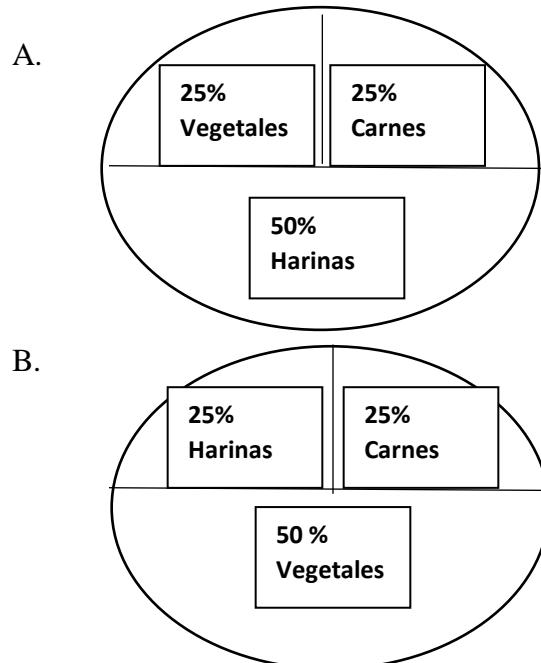 A.
25%
Vegetales
25%
Carnes
50%
Harinas
B.
25%
Harinas
25%
Carnes
50 %
Vegetales